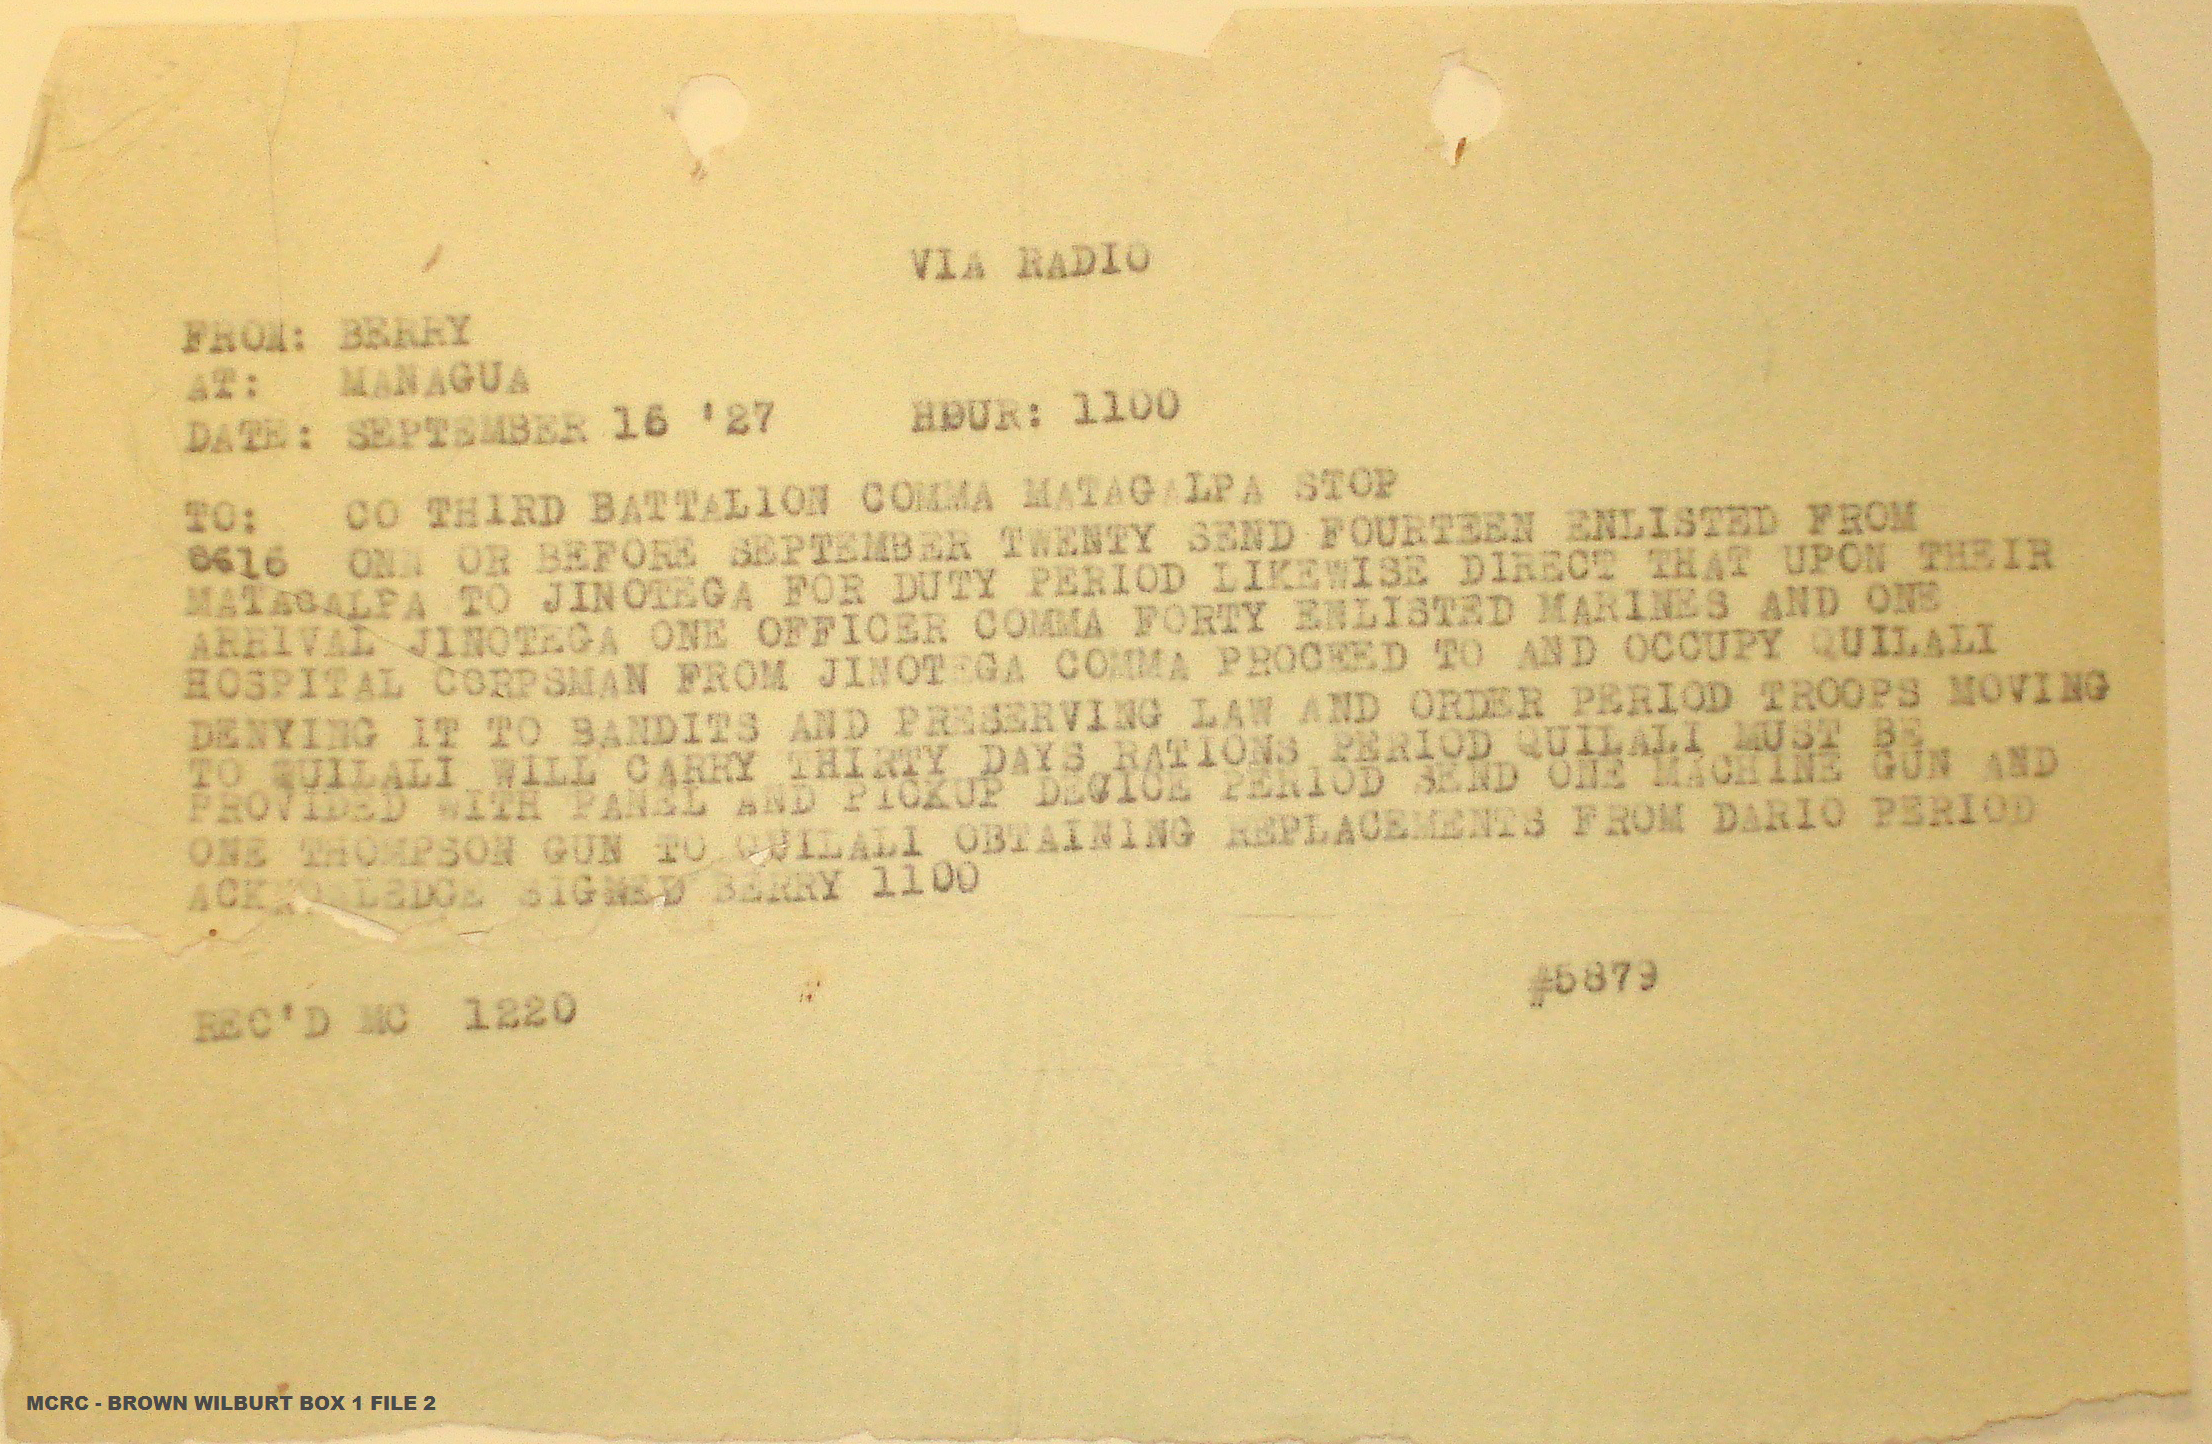 VIA RADIO
FROM: BERRY
AT: MANAGUA
DATE: SEPTEMBER 16 '27 HOUR: 1100
TO: CO THIRD BATTALION COMMA MATAGALPA STOP
8616 ONE OR BEFORE SEPTEMBER TWENTY SEND FOURTEEN ENLISTED FROM
MATAGALPA TO JINOTEGA FOR DUTY PERIOD LIKEWISE DIRECT THAT UPON THEIR
ARRIVAL JINOTEGA ONE OFFICER COMMA FORTY ENLISTED MARINES AND ONE
HOSPITAL CORPSMAN FROM JINOTEGA COMMA PROCEED TO AND OCCUPY QUILALI
DENYING IT TO BANDITS AND PRESERVING LAW AND ORDER PERIOD TROOPS MOVING
TO QUILALI WILL CARRY THIRTY DAYS RATIONS PERIOD QUILALI MUST BE
PROVIDED WITH PANEL AND PICKUP DEVICE PERIOD SEND ONE MACHINE GUN AND
ONE THOMPSON GUN TO QUILALI OBTAINING REPLACEMENTS FROM DARIO PERIOD
ACKNOWLEDGE SIGNED BERRY 1100
#5879
REC'D MC 1220
MCRC - BROWN WILBURT BOX 1 FILE 2